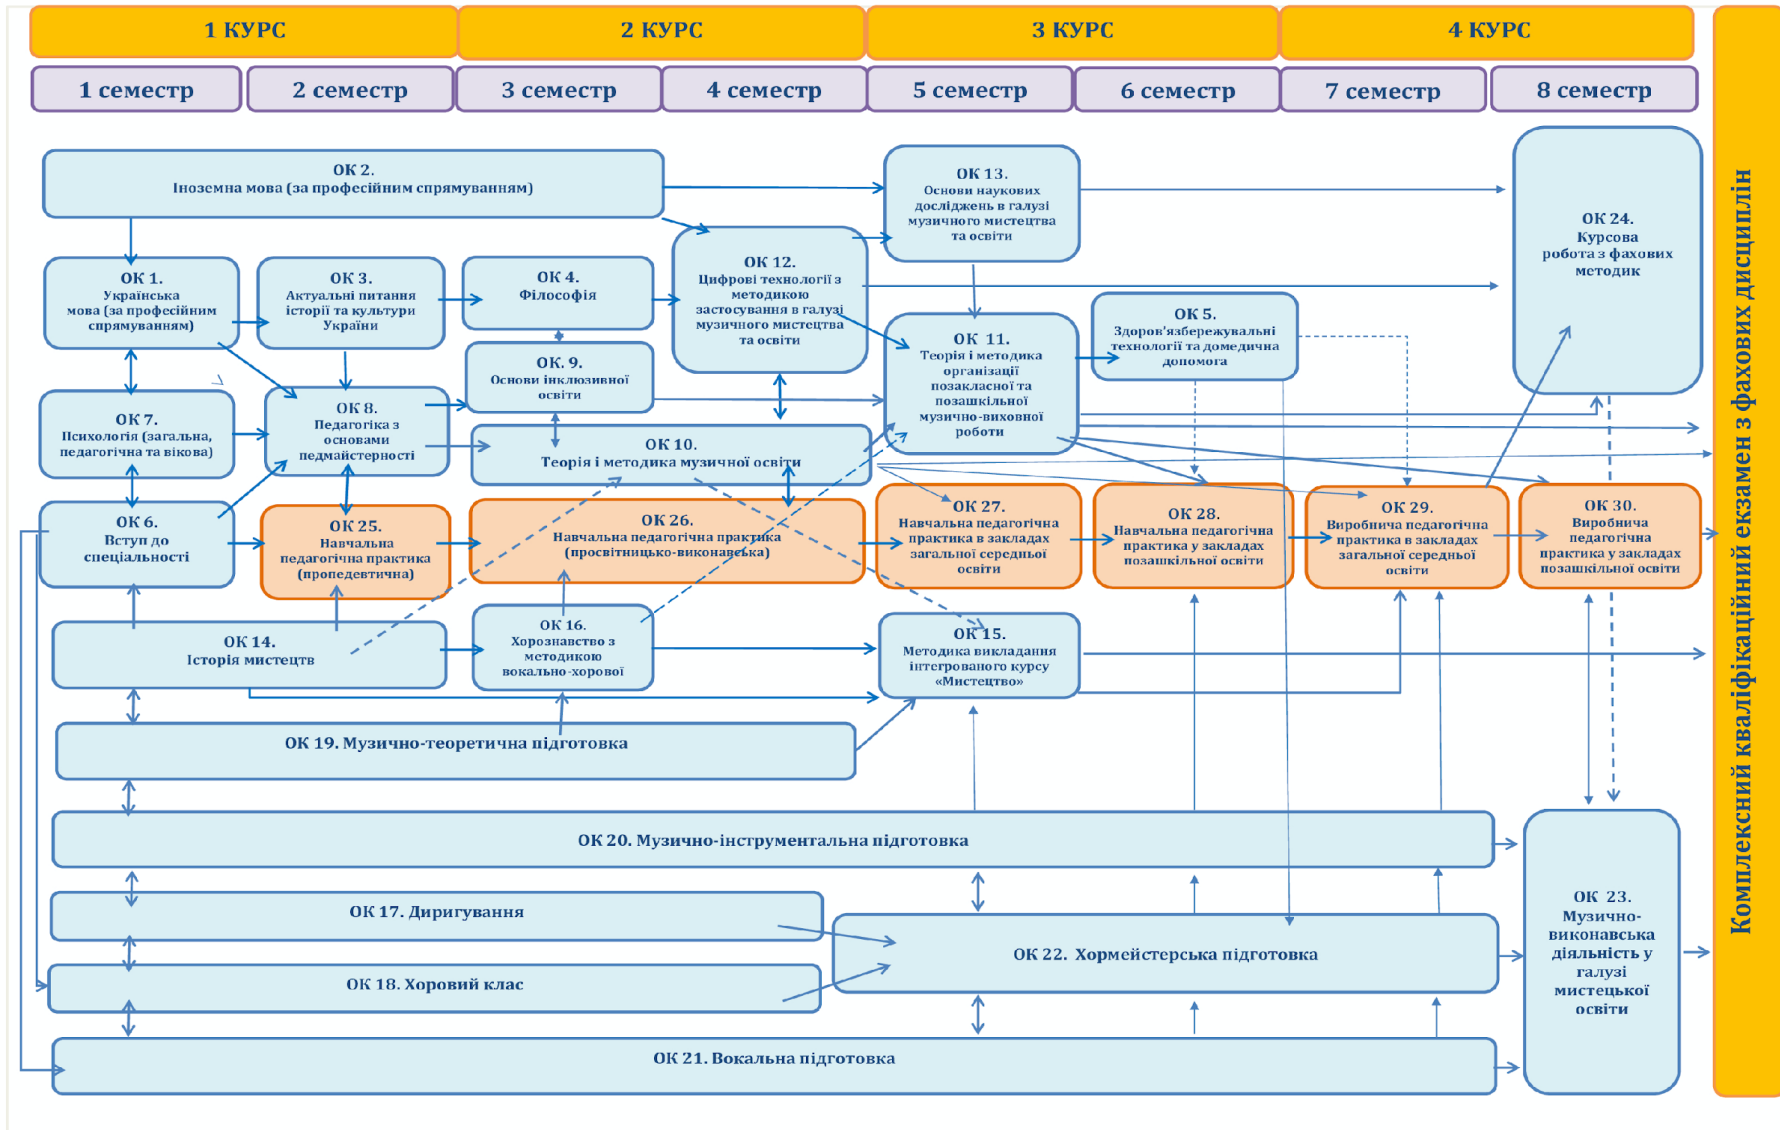 1 КУРС
2 КУРС
3 КУРС
4 КУРС
1 семестр
2 семестр
3 семестр
4 семестр
5 семестр
6 семестр
7 семестр
8 семестр
ОК 2.
Іноземна мова (за професійним спрямуванням)
ОК 13.
Основи наукових
досліджень в галузі
музичного мистецтва
та освіти
ОК 24.
Курсова
робота з фахових
методик
ОК 1.
Українська
мова (за професійним
спрямуванням)
ОК 3.
Актуальні питання
історії та культури
України
ОК 4.
Філософія
ОК 12.
Цифрові технології з
методикою
застосування в галузі
музичного мистецтва
та освіти
ОК 11.
Теорія і методика
організації
позакласної та
позашкільної
музично-виховної
роботи
ОК 5.
Здоров'язбережувальні
технології та домедична
допомога
ОК 9.
Основи інклюзивної
освіти
ОК 7.
Психологія (загальна,
педагогічна та вікова)
ОК 8.
Педагогіка з
основами
педмайстерності
ОК 10.
Теорія і методика музичної освіти
ОК 6.
Вступ до
спеціальності
ОК 25.
Навчальна
педагогічна практика
(пропедевтична)
ОК 26.
Навчальна педагогічна практика
(просвітницько-виконавська)
ОК 27.
Навчальна педагогічна
практика в закладах
загальної середньої
освіти
ОК 28.
Навчальна педагогічна
практика у закладах
позашкільної освіти
ОК 29.
Виробнича педагогічна
практика в закладах
загальної середньої
освіти
ОК 30.
Виробнича
педагогічна
практика у закладах
позашкільної освіти
ОК 14.
Історія мистецтв
ОК 16.
Хорознавство з
методикою
вокально-хорової
ОК 15.
Методика викладання
інтегрованого курсу
«Мистецтво»
ОК 19. Музично-теоретична підготовка
ОК 20. Музично-інструментальна підготовка
ОК 17. Диригування
ОК 18. Хоровий клас
ОК 22. Хормейстерська підготовка
ОК 21. Вокальна підготовка
ОК 23.
Музично-
виконавська
діяльність у
галузі
мистецької
освіти
Комплексний кваліфікаційний екзамен з фахових дисциплін